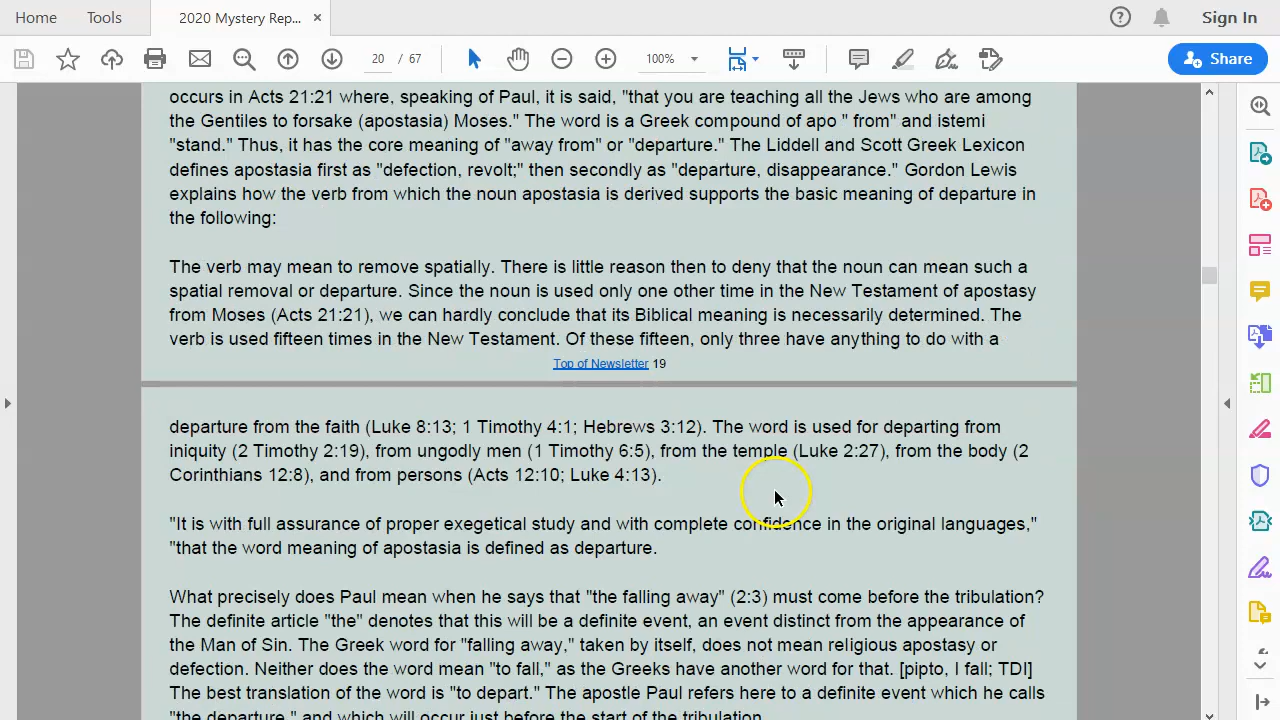 Home Tools 2020 Mystery Rep... × Sign In
20 / 67 100% Share
occurs in Acts 21:21 where, speaking of Paul, it is said, "that you are teaching all the Jews who are among
the Gentiles to forsake (apostasia) Moses." The word is a Greek compound of apo " from" and istemi
"stand." Thus, it has the core meaning of "away from" or "departure." The Liddell and Scott Greek Lexicon
defines apostasia first as "defection, revolt;" then secondly as "departure, disappearance." Gordon Lewis
explains how the verb from which the noun apostasia is derived supports the basic meaning of departure in
the following:
The verb may mean to remove spatially. There is little reason then to deny that the noun can mean such a
spatial removal or departure. Since the noun is used only one other time in the New Testament of apostasy
from Moses (Acts 21:21), we can hardly conclude that its Biblical meaning is necessarily determined. The
verb is used fifteen times in the New Testament. Of these fifteen, only three have anything to do with a
Top of Newsletter 19
departure from the faith (Luke 8:13; 1 Timothy 4:1; Hebrews 3:12). The word is used for departing from
iniquity (2 Timothy 2:19), from ungodly men (1 Timothy 6:5), from the temple (Luke 2:27), from the body (2
Corinthians 12:8), and from persons (Acts 12:10; Luke 4:13).
"It is with full assurance of proper exegetical study and with complete confidence in the original languages,"
"that the word meaning of apostasia is defined as departure.
What precisely does Paul mean when he says that "the falling away" (2:3) must come before the tribulation?
The definite article "the" denotes that this will be a definite event, an event distinct from the appearance of
the Man of Sin. The Greek word for "falling away," taken by itself, does not mean religious apostasy or
defection. Neither does the word mean "to fall," as the Greeks have another word for that. [pipto, I fall; TDI]
The best translation of the word is "to depart." The apostle Paul refers here to a definite event which he calls
"the departure," and which will occur just before the start of the tribulation.